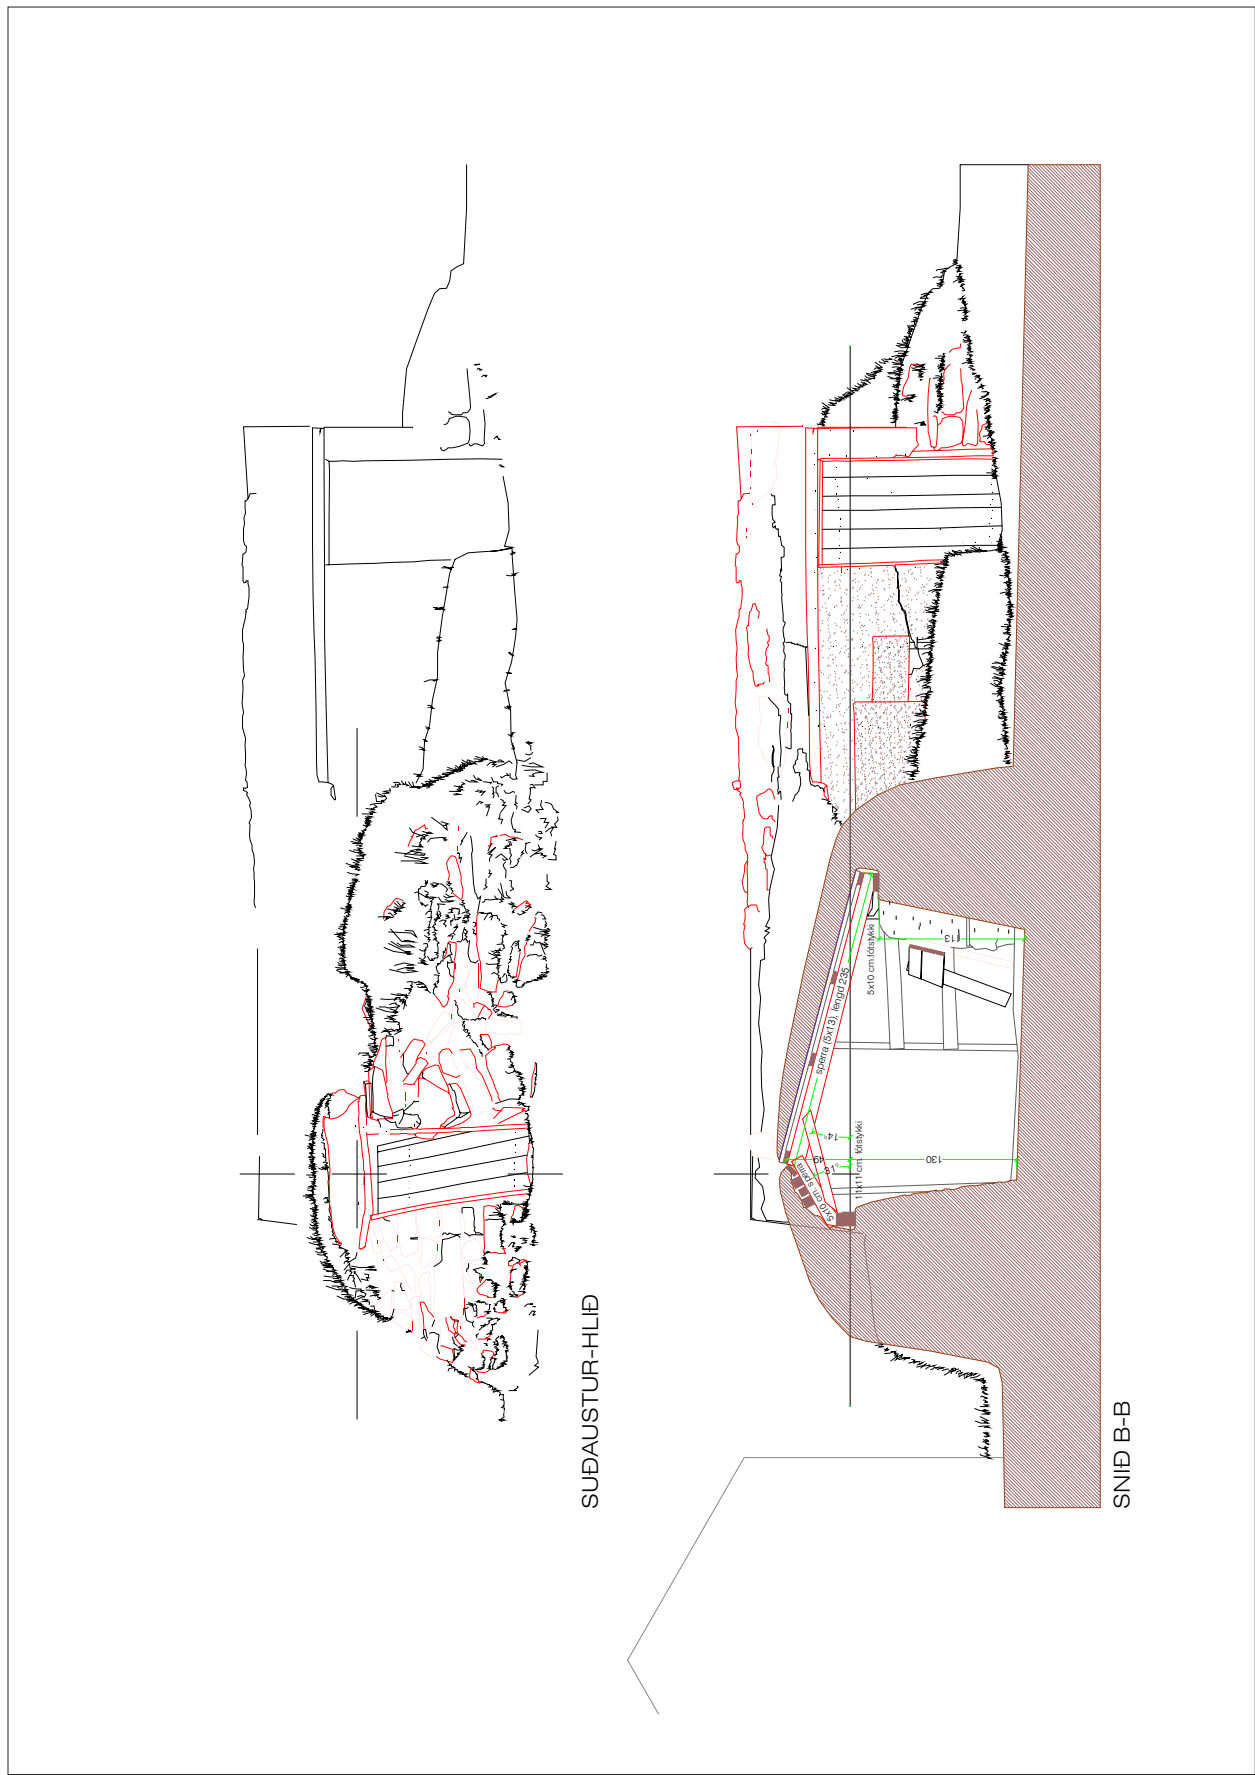 SUÐAUSTUR-HLIÐ
sperra (5x13), lengd 235
5x10 cm.fótstykki
113
14°
49
31°
130
5x10 cm. sperra
11x11 cm. fótstykki
SNIÐ B-B